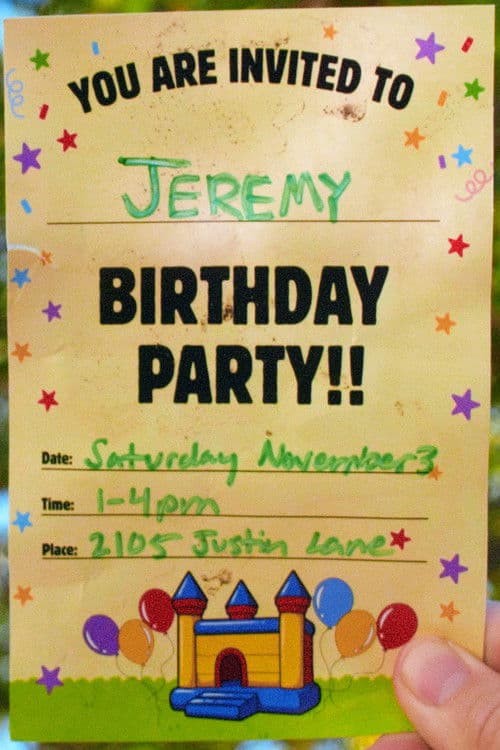 YOU ARE INVITED TO
JEREMY
BIRTHDAY
PARTY!!
Date: Saturday November 3
Time: 1-4pm
Place: 2105 Justin Lane